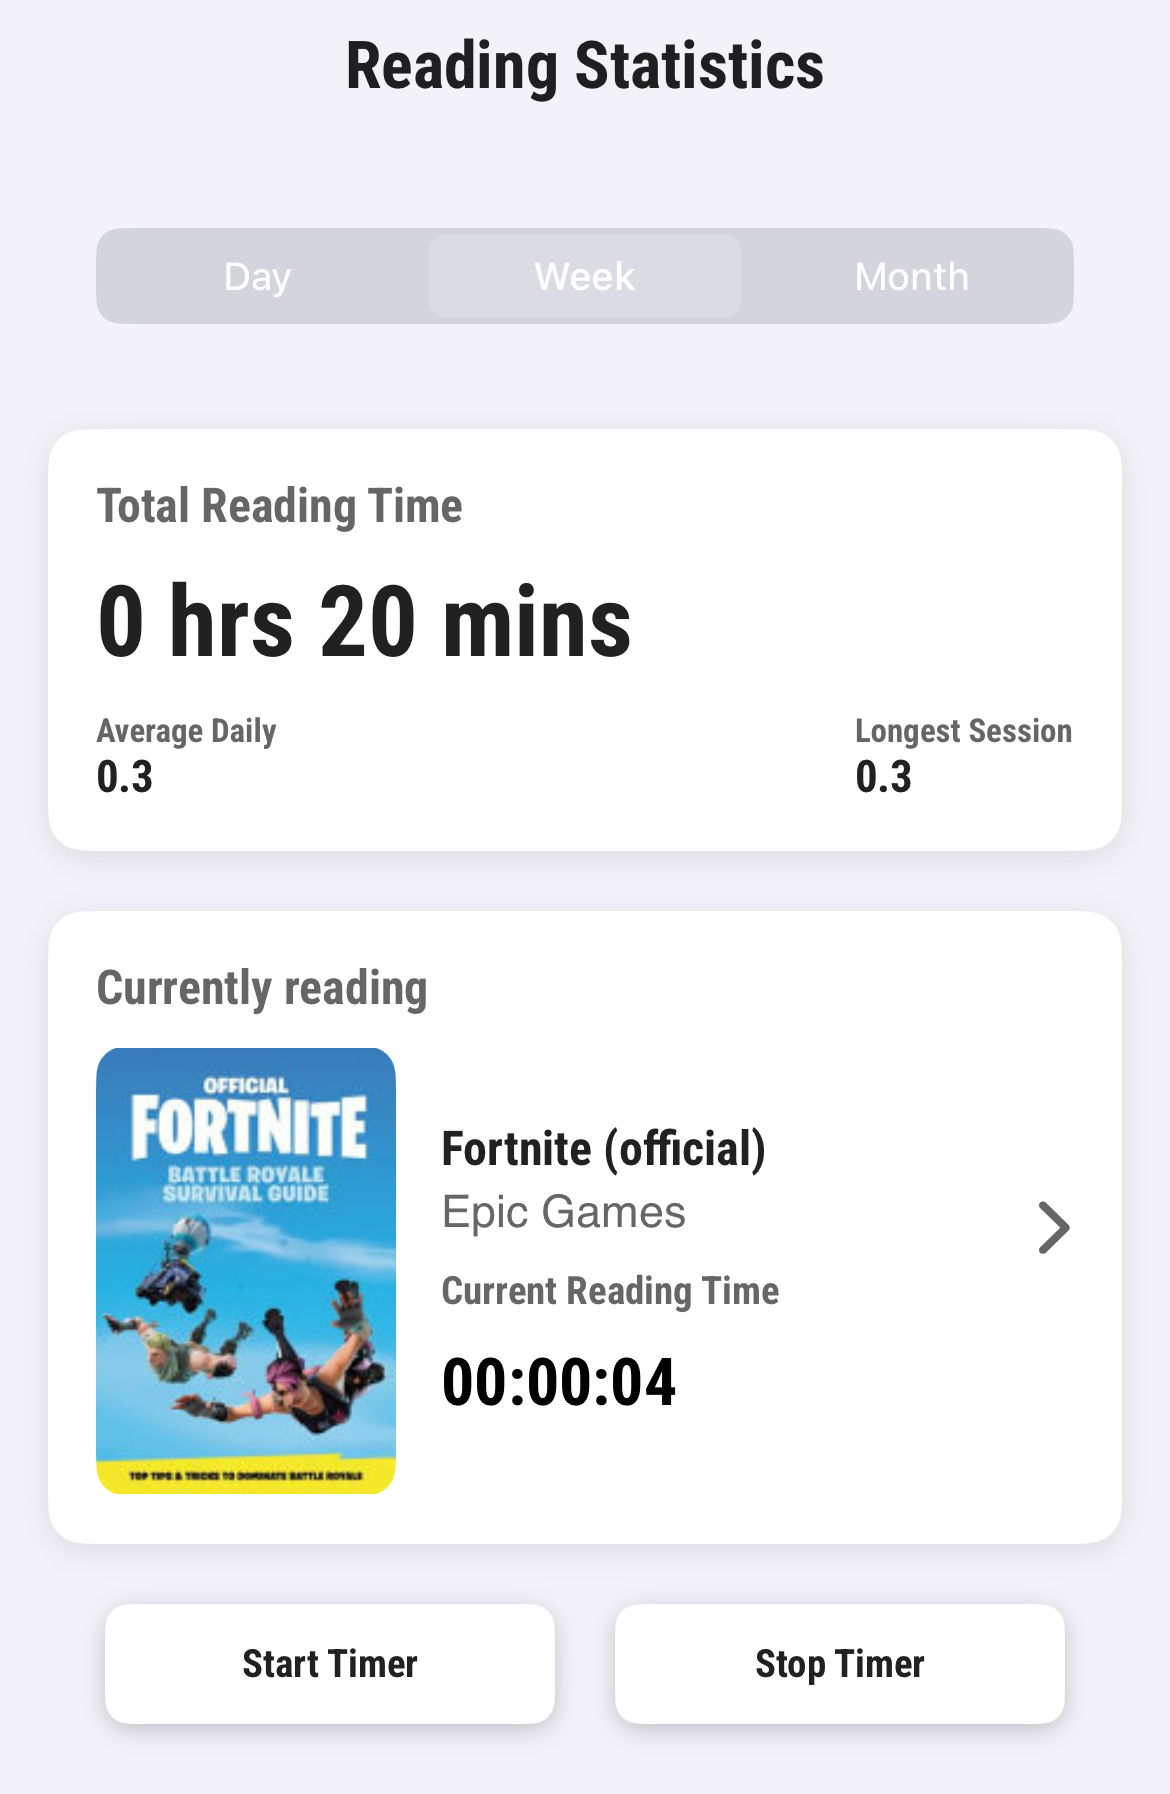 Reading Statistics
Day
Week
Month
Total Reading Time
0 hrs 20 mins
Average Daily
0.3
Longest Session
0.3
Currently reading
OFFICIAL
FORTNITE
BATTLE ROYALE
SURVIVAL GUIDE
TOP TIPS & TRICKS TO DOMINATE BATTLE ROYALE
Fortnite (official)
Epic Games
Current Reading Time
00:00:04
Start Timer
Stop Timer